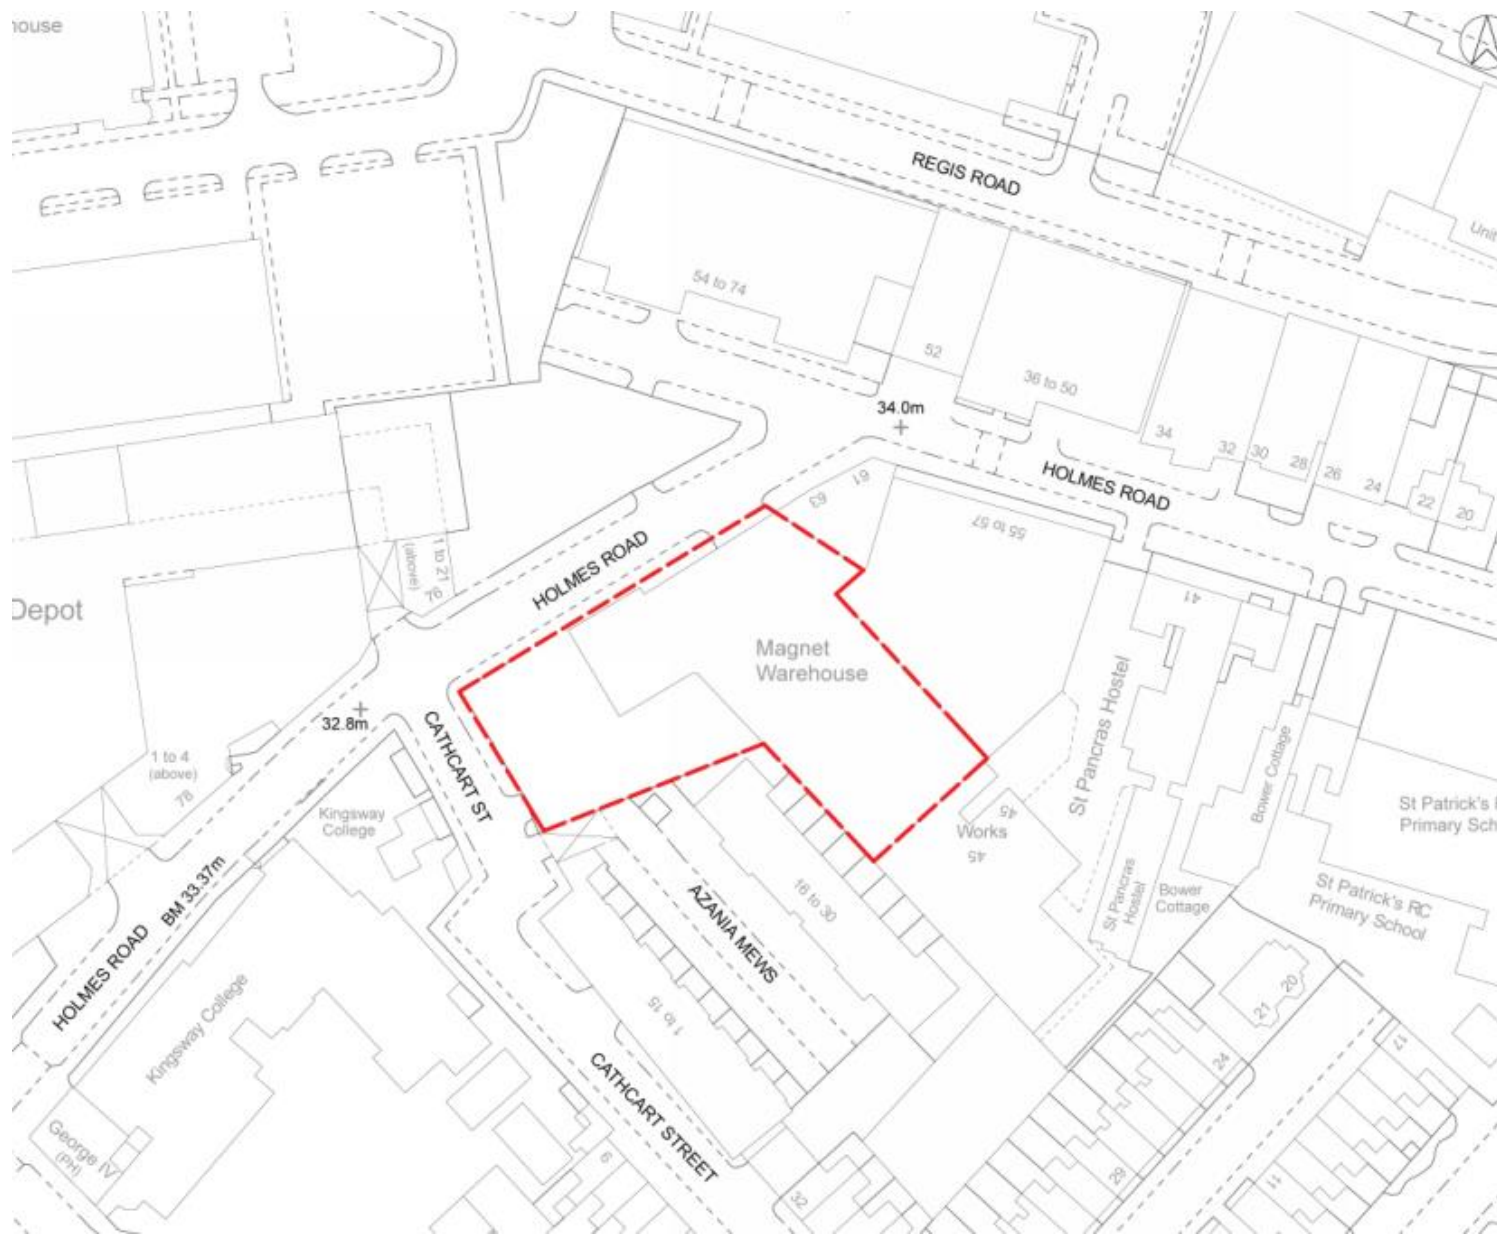 house
REGIS ROAD
Unit
54 to 74
52
36 to 50
34.0m
34
32
30
28
26
24
22
20
HOLMES ROAD
61
63
55 to 57
HOLMES ROAD
1 to 21
(above)
76
Depot
41
Magnet
Warehouse
St Pancras Hostel
32.8m
CATHCART ST
1 to 4
(above)
78
Bower Cottage
Kingsway
College
45
Works
45
St Patrick's
Primary Sch
BM 33.37m
HOLMES ROAD
AZANIA MEWS
16 to 30
St Pancras
Hostel
Bower
Cottage
St Patrick's RC
Primary School
Kingsway College
1 to 15
20
21
17
24
CATHCART STREET
George IV
(PH)
9
32
29
11